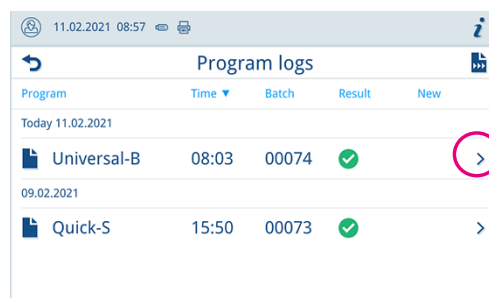 11.02.2021 08:57 i
Program logs
Program Time ▼ Batch Result New
Today 11.02.2021
Universal-B 08:03 00074
09.02.2021
Quick-S 15:50 00073